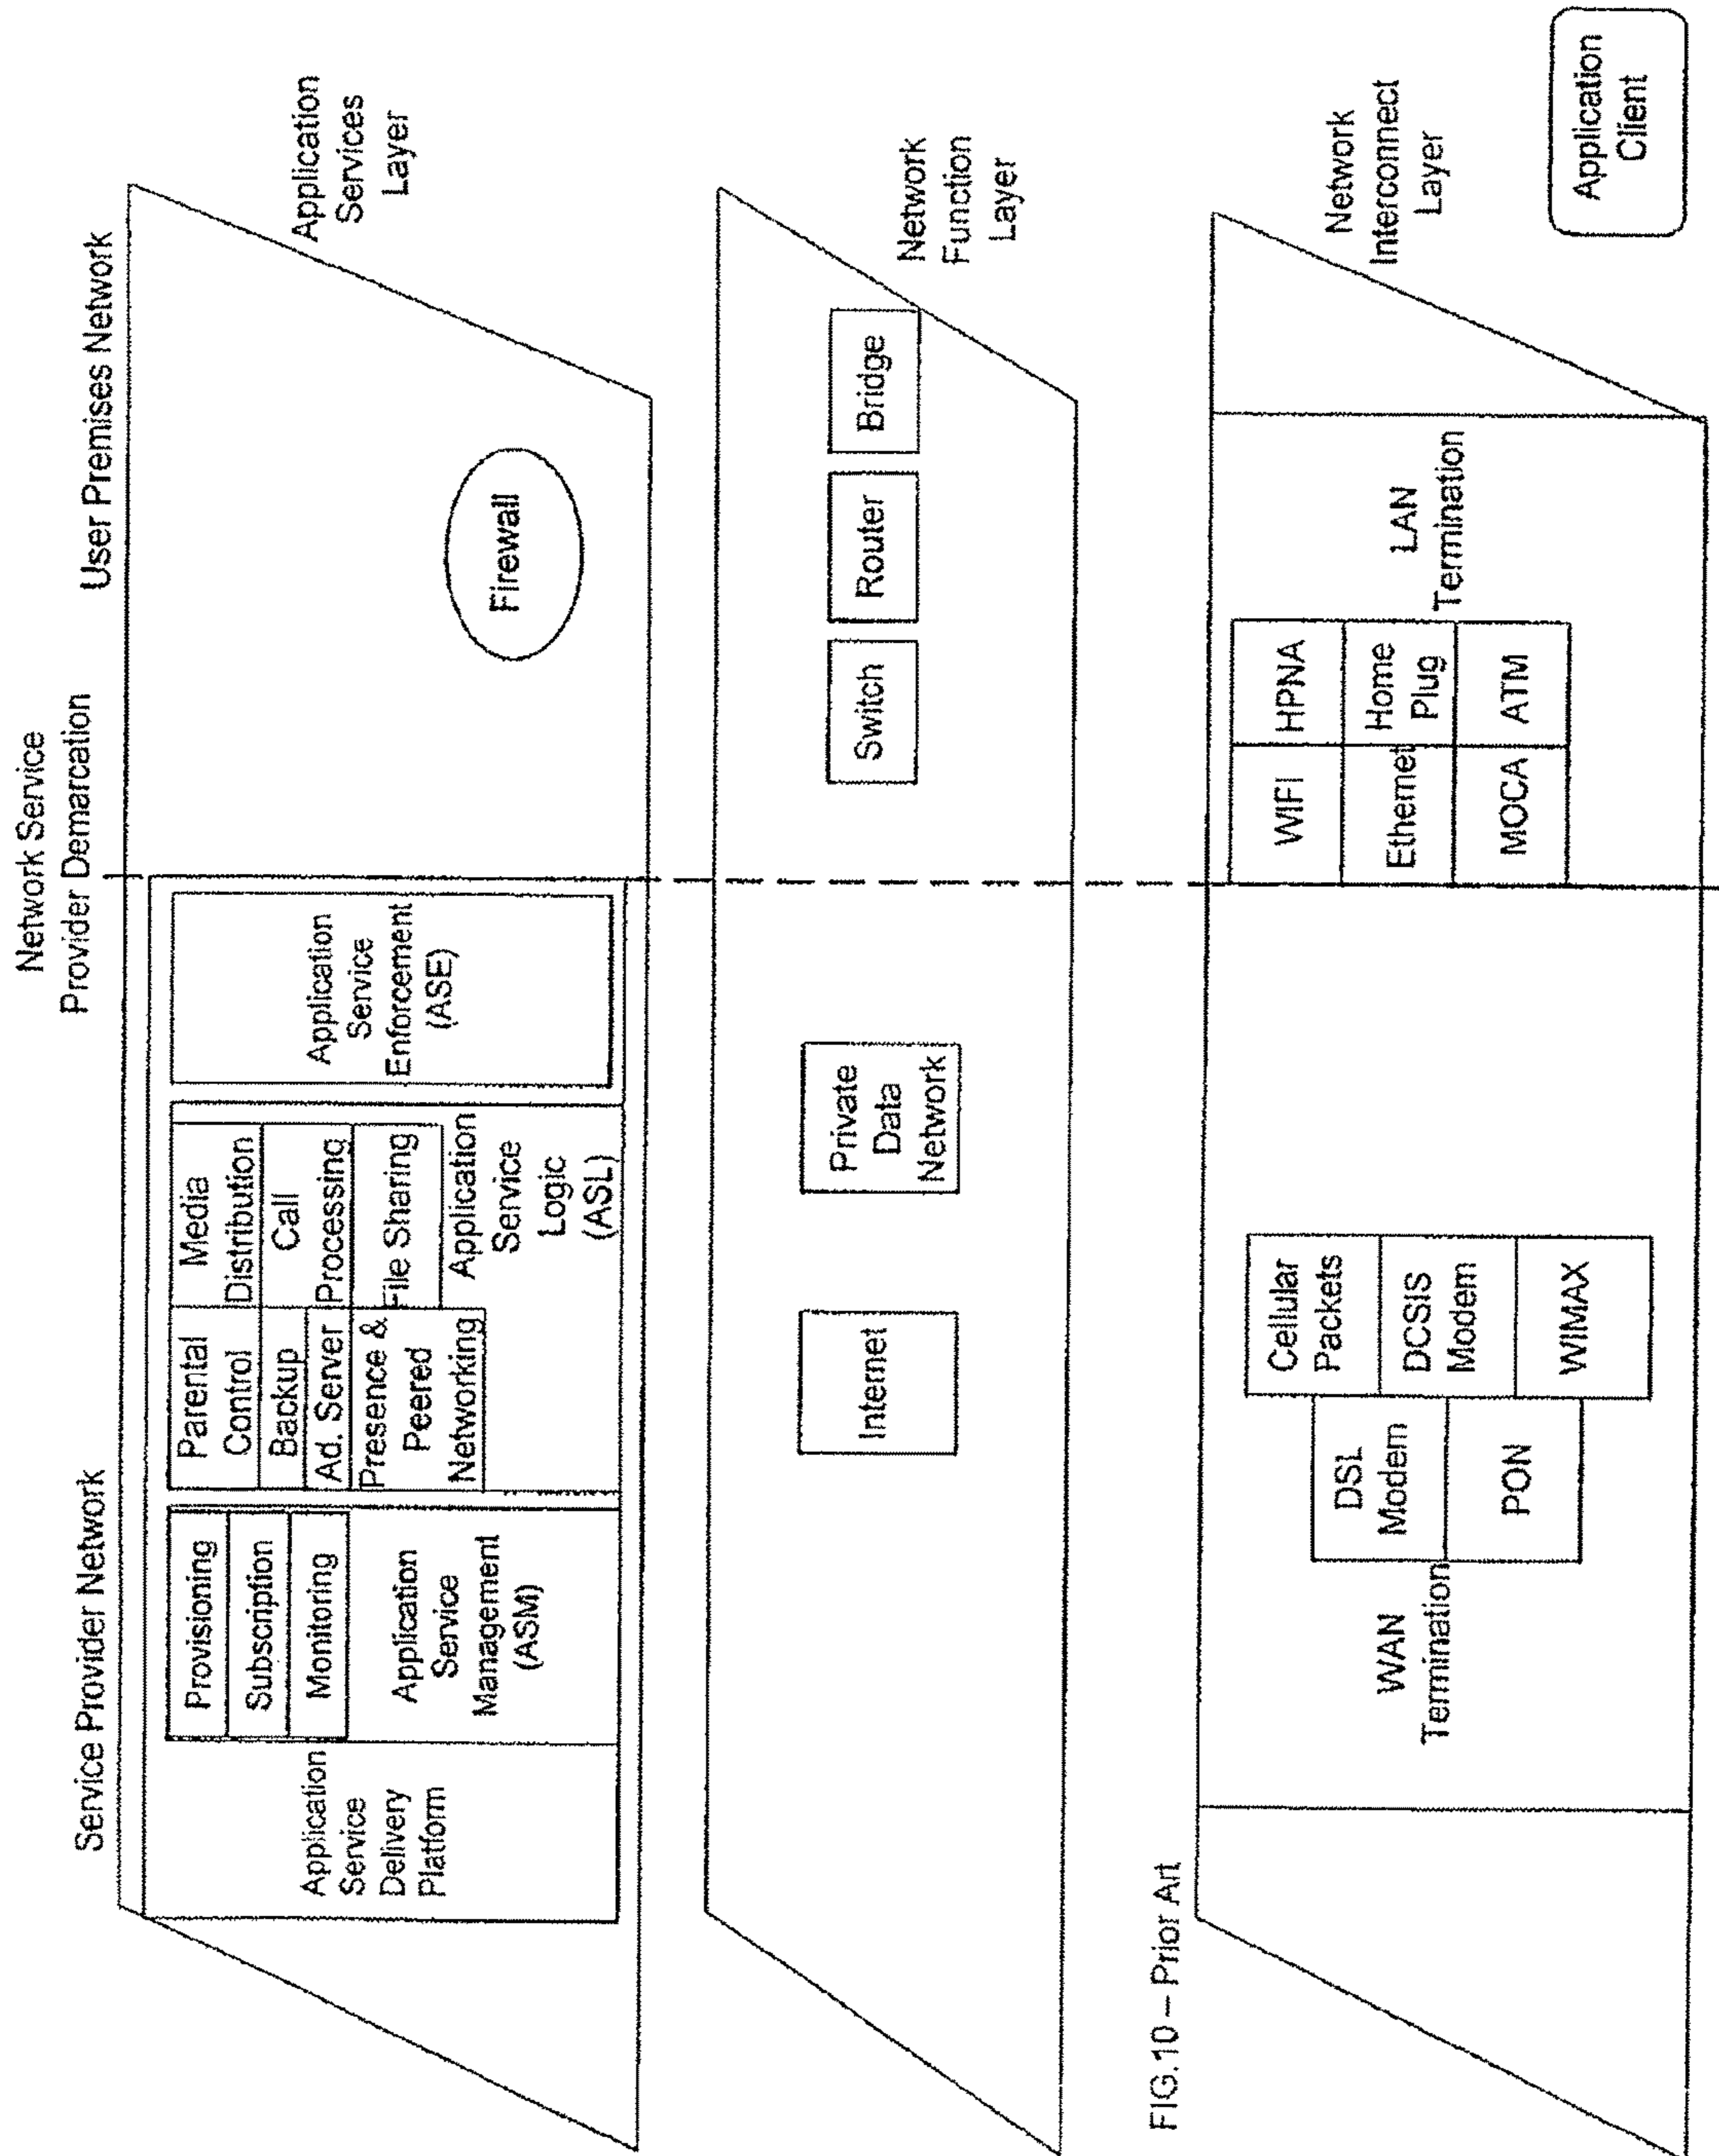 Network Service
Provider Demarcation
Service Provider Network
User Premises Network
Application
Service
Delivery
Platform
Provisioning
Subscription
Monitoring
Application
Service
Management
(ASM)
Parental
Control
Backup
Ad. Server
Presence &
Peered
Networking
Media
Distribution
Call
Processing
File Sharing
Application
Service
Logic
(ASL)
Application
Service
Enforcement
(ASE)
Firewall
Application
Services
Layer
Internet
Private
Data
Network
Switch
Router
Bridge
Network
Function
Layer
FIG.10 – Prior Art
WAN
Termination
DSL
Modem
PON
Cellular
Packets
DCSIS
Modem
WIMAX
WIFI
HPNA
Ethernet
Home
Plug
MOCA
ATM
LAN
Termination
Network
Interconnect
Layer
Application
Client